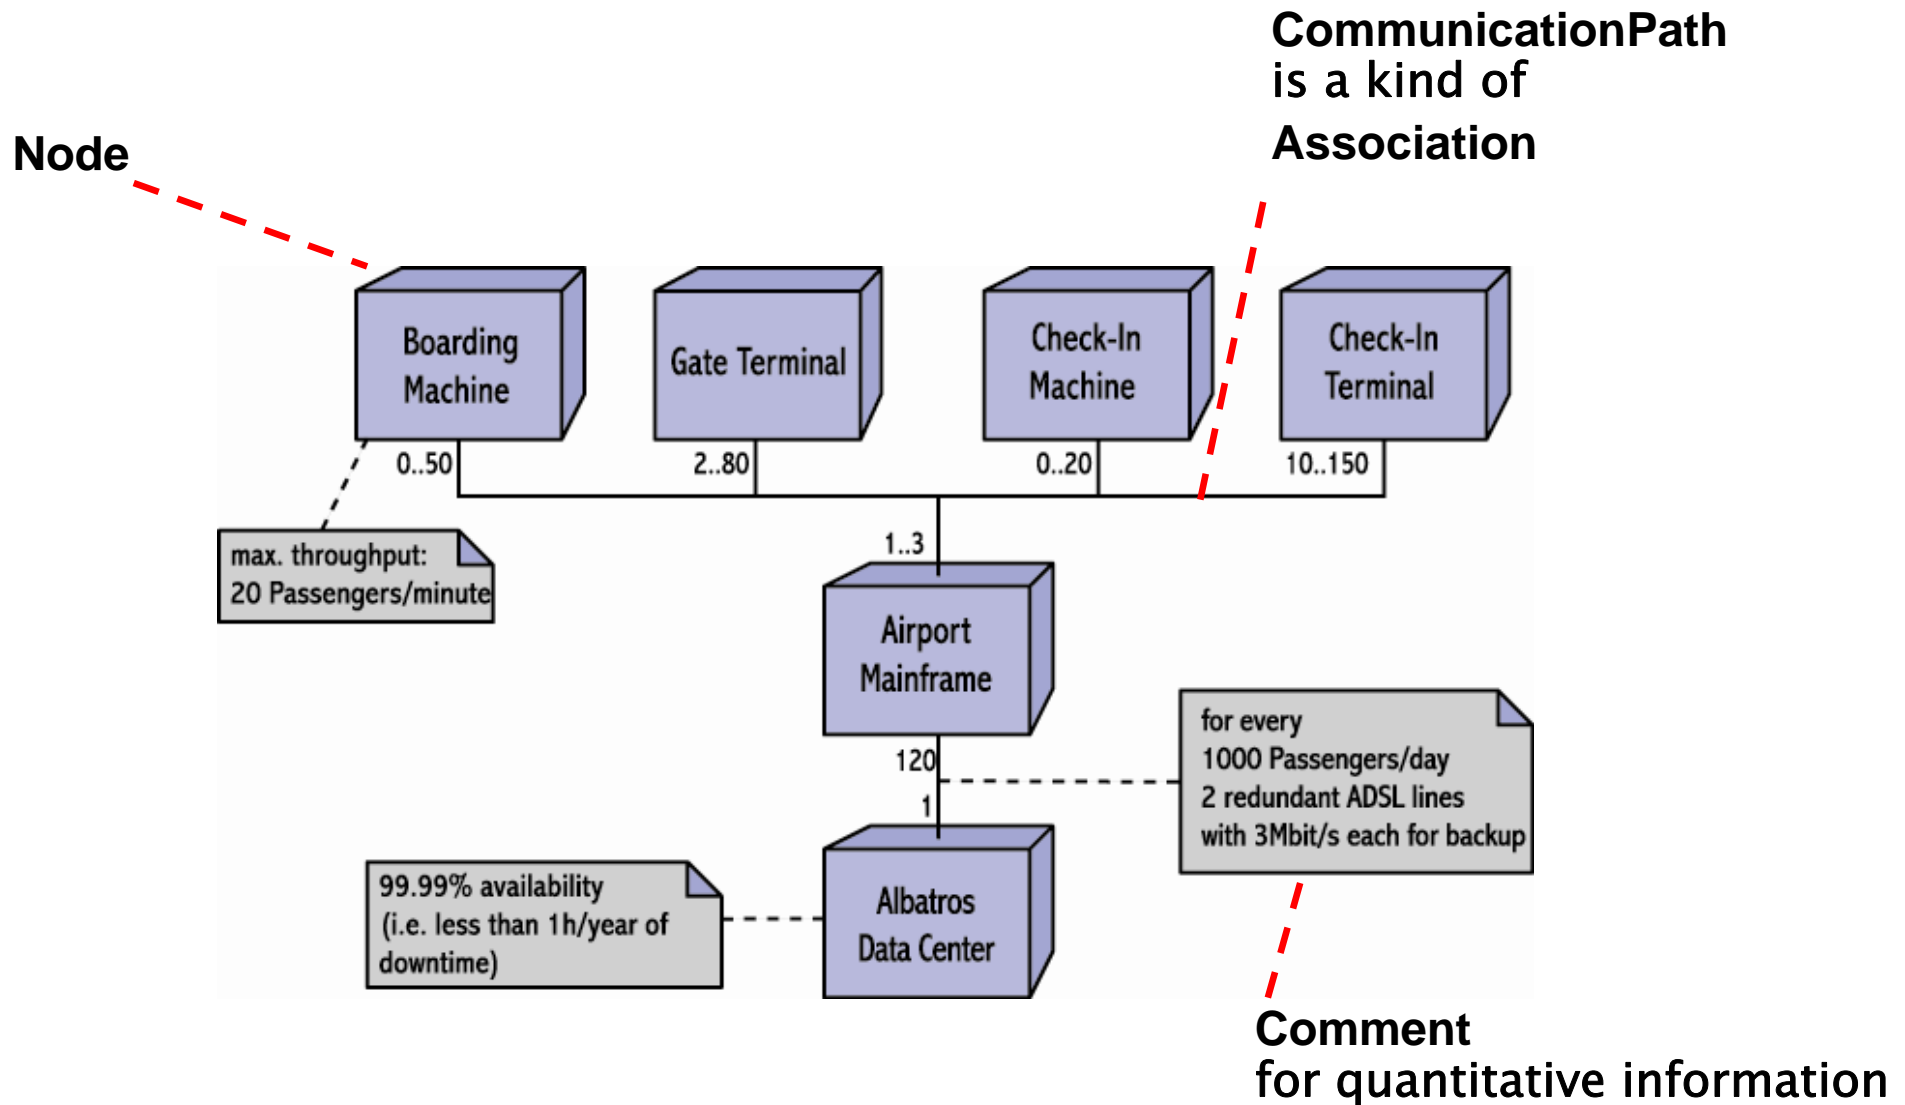 CommunicationPath
is a kind of
Association
Node
Boarding
Machine
Gate Terminal
Check-In
Machine
Check-In
Terminal
0..50
2..80
0..20
10..150
max. throughput:
20 Passengers/minute
1..3
Airport
Mainframe
120
1
for every
1000 Passengers/day
2 redundant ADSL lines
with 3Mbit/s each for backup
99.99% availability
(i.e. less than 1h/year of
downtime)
Albatros
Data Center
Comment
for quantitative information